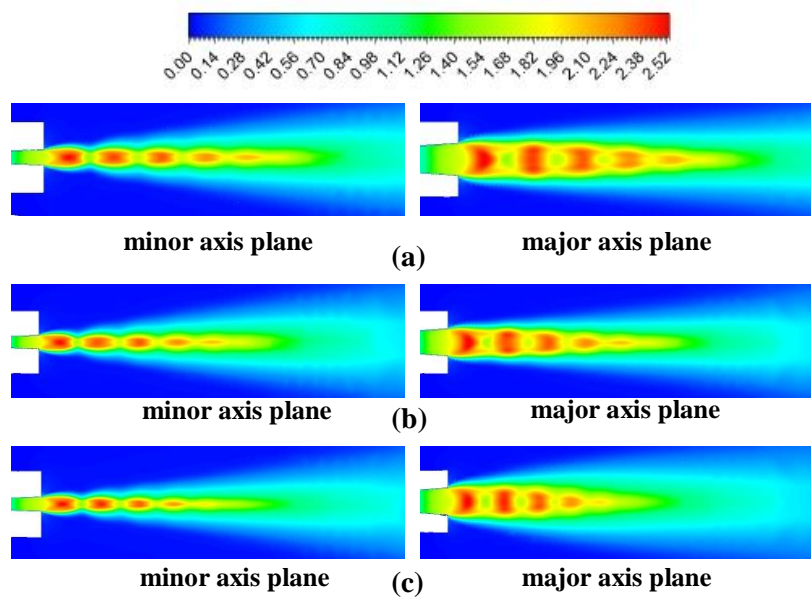 0.00 0.14 0.28 0.42 0.56 0.70 0.84 0.98 1.12 1.26 1.40 1.54 1.68 1.82 1.96 2.10 2.24 2.38 2.52
minor axis plane major axis plane
(a)
minor axis plane major axis plane
(b)
minor axis plane major axis plane
(c)